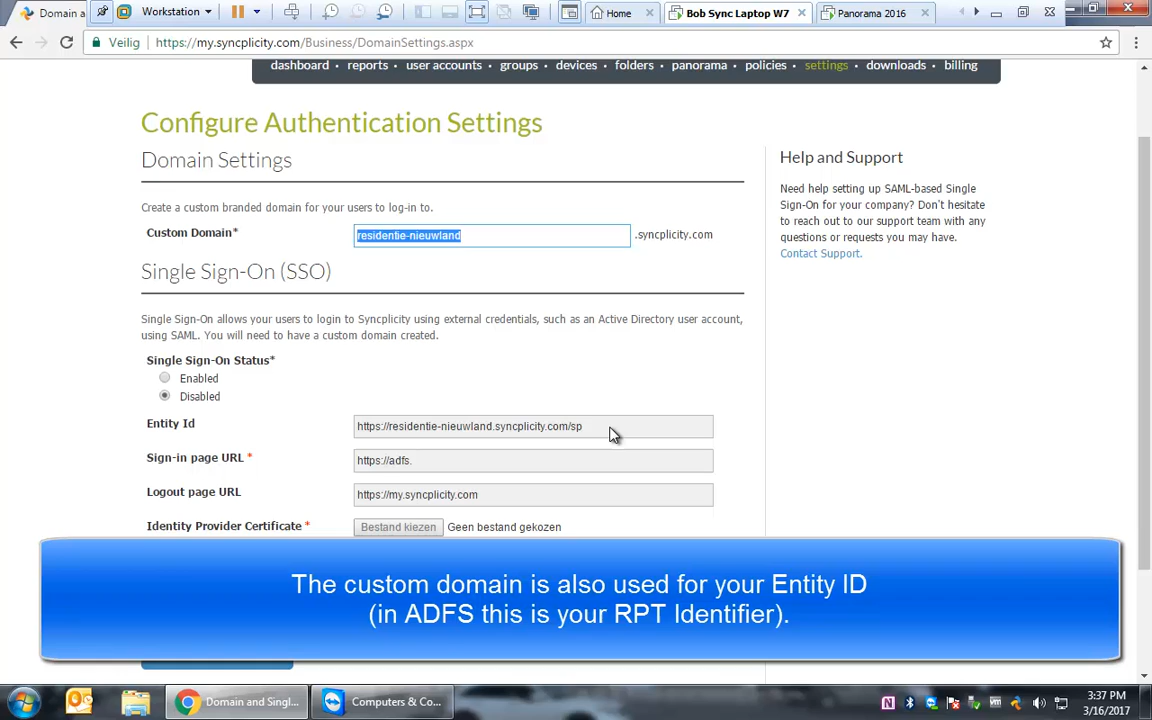 Domain a
Workstation
Home
Bob Sync Laptop W7
Panorama 2016
Veilig
https://my.syncplicity.com/Business/DomainSettings.aspx
dashboard • reports • user accounts • groups • devices • folders • panorama • policies • settings • downloads • billing
Configure Authentication Settings
Domain Settings
Create a custom branded domain for your users to log-in to.
Custom Domain*
residentie-nieuwland
.syncplicity.com
Single Sign-On (SSO)
Single Sign-On allows your users to login to Syncplicity using external credentials, such as an Active Directory user account,
using SAML. You will need to have a custom domain created.
Single Sign-On Status*
Enabled
Disabled
Entity Id
https://residentie-nieuwland.syncplicity.com/sp
Sign-in page URL *
https://adfs.
Logout page URL
https://my.syncplicity.com
Identity Provider Certificate *
Bestand kiezen
Geen bestand gekozen
Help and Support
Need help setting up SAML-based Single
Sign-On for your company? Don't hesitate
to reach out to our support team with any
questions or requests you may have.
Contact Support.
The custom domain is also used for your Entity ID
(in ADFS this is your RPT Identifier).
Domain and Singl...
Computers & Co...
3:37 PM
3/16/2017